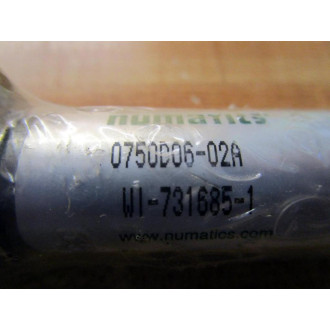 numatics
0750D06-02A
WI-731685-1
www.numatics.com